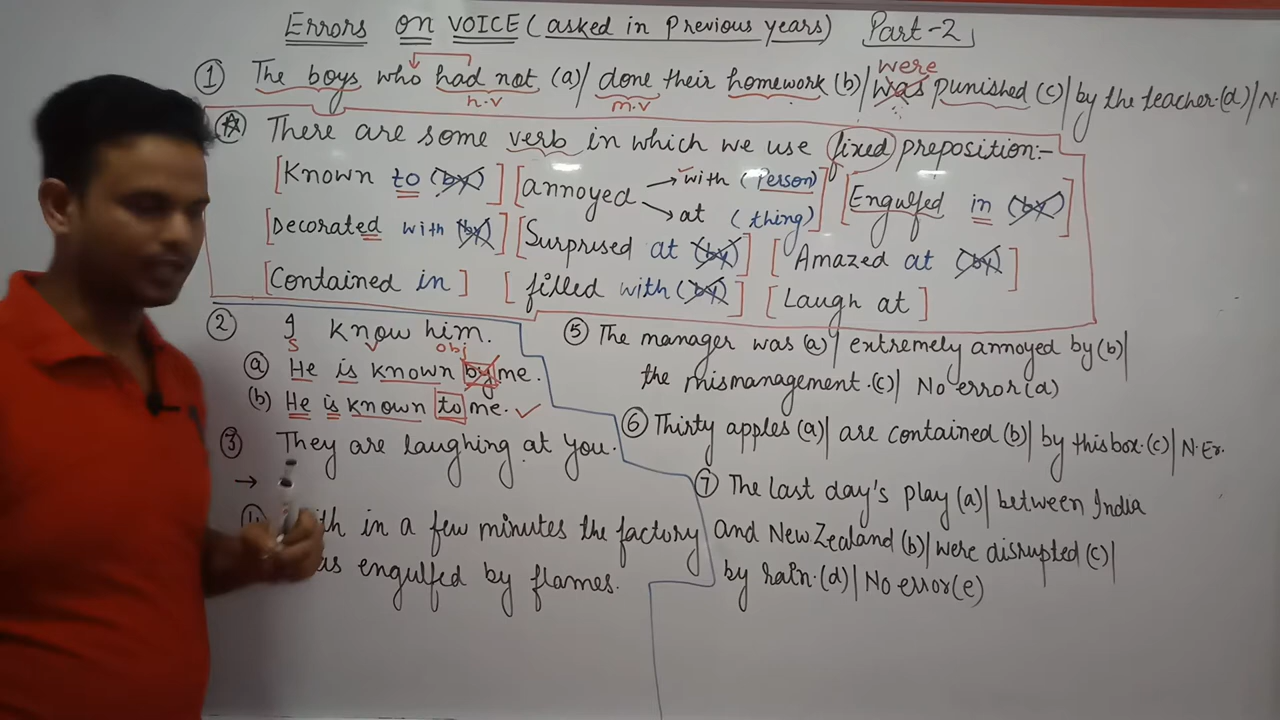 Errors on VOICE (asked in previous years) Part-2
① The boys who had not (a)/ done their homework (b)/ were was punished (c)/ by the teacher.(d)/ N.
h.v m.v
There are some verb in which we use fixed preposition:-
[Known to (by)] [annoyed → with (Person) → at (thing)] [Engulfed in (by)]
[Decorated with (by)] [Surprised at (by)] [Amazed at (by)]
[Contained in] [filled with (by)] [Laugh at]
② I know him.
S V obj
(a) He is known by me.
(b) He is known to me. ✓
③ They are laughing at you.
→
in a few minutes the factory
engulfed by flames.
⑤ The manager was (a)/ extremely annoyed by (b)/
the mismanagement.(c)/ No error (d)
⑥ Thirty apples (a)/ are contained (b)/ by this box.(c)/ N.Er.
⑦ The last day's play (a)/ between India
and New Zealand (b)/ were disrupted (c)/
by rain.(d)/ No error(e)